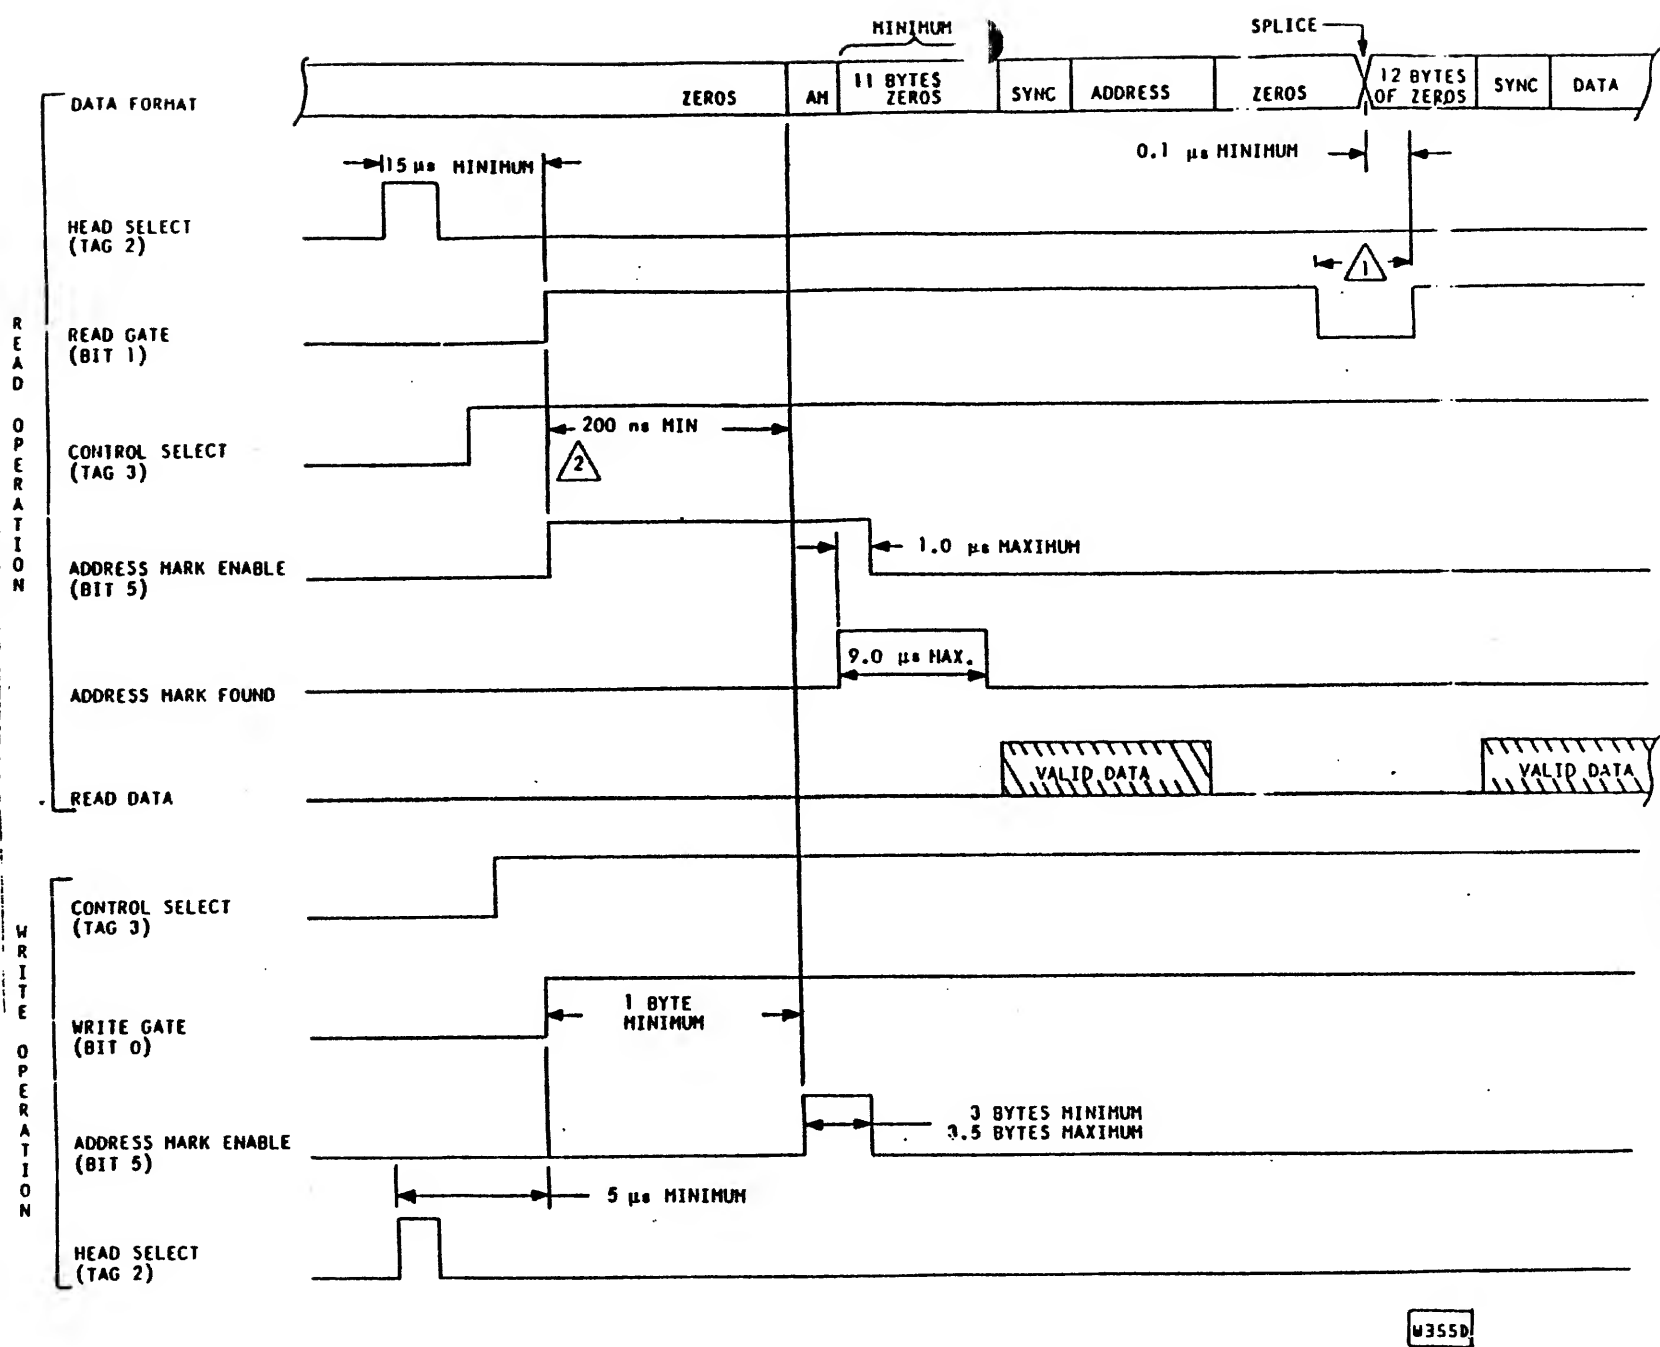 MINIMUM
SPLICE
DATA FORMAT
ZEROS
AM
11 BYTES
ZEROS
SYNC
ADDRESS
ZEROS
12 BYTES
OF ZEROS
SYNC
DATA
15 µs MINIMUM
0.1 µs MINIMUM
HEAD SELECT
(TAG 2)
1
READ OPERATION
READ GATE
(BIT 1)
200 ns MIN
2
CONTROL SELECT
(TAG 3)
1.0 µs MAXIMUM
ADDRESS MARK ENABLE
(BIT 5)
9.0 µs MAX.
ADDRESS MARK FOUND
VALID DATA
VALID DATA
READ DATA
WRITE OPERATION
CONTROL SELECT
(TAG 3)
1 BYTE
MINIMUM
WRITE GATE
(BIT 0)
3 BYTES MINIMUM
3.5 BYTES MAXIMUM
ADDRESS MARK ENABLE
(BIT 5)
5 µs MINIMUM
HEAD SELECT
(TAG 2)
W355D